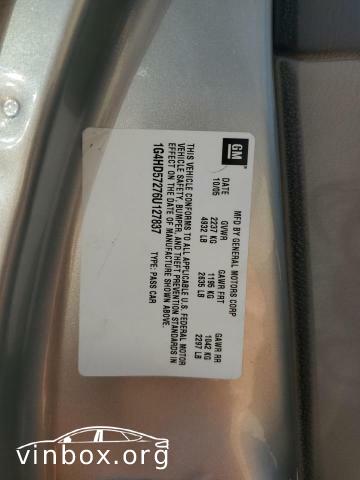 GM
MFD BY GENERAL MOTORS CORP
DATE GVWR GAWR FRT GAWR RR
10/05 2237 KG 1195 KG 1042 KG
4932 LB 2635 LB 2297 LB
THIS VEHICLE CONFORMS TO ALL APPLICABLE U.S. FEDERAL MOTOR
VEHICLE SAFETY, BUMPER, AND THEFT PREVENTION STANDARDS IN
EFFECT ON THE DATE OF MANUFACTURE SHOWN ABOVE.
1G4HD57276U127837 TYPE: PASS CAR
vinbox.org